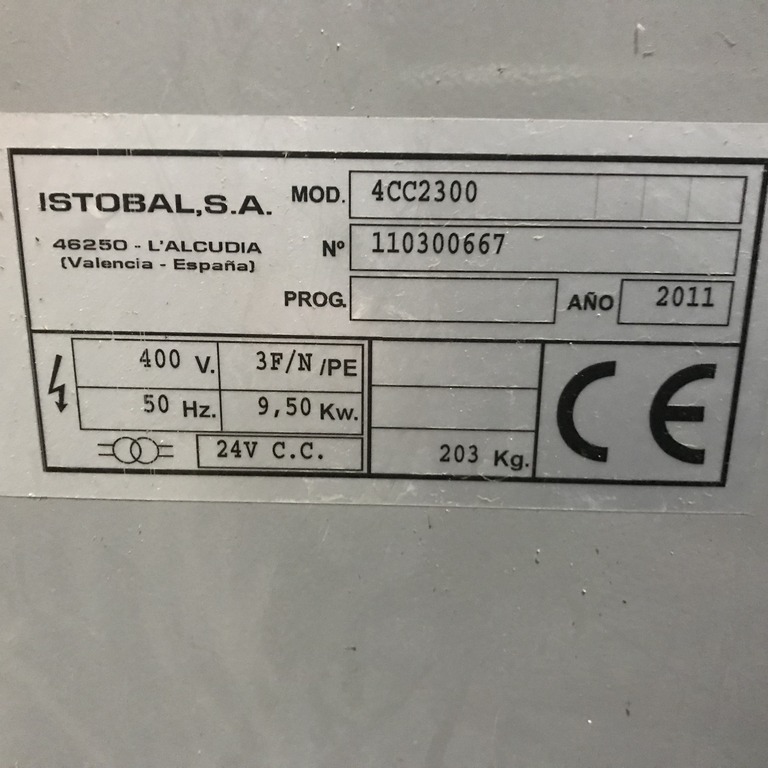 ISTOBAL,S.A. MOD. 4CC2300
46250 - L'ALCUDIA Nº 110300667
(Valencia - España)
PROG. AÑO 2011
400 V. 3F/N /PE
50 Hz. 9,50 Kw.
24V C.C. 203 Kg.
CE